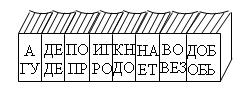 А ДЕ ПО ИГ КН НА ВО ДОБ
ГУ ДЕ ПР РО ДО ЕТ ВЕЗ ОБЬ